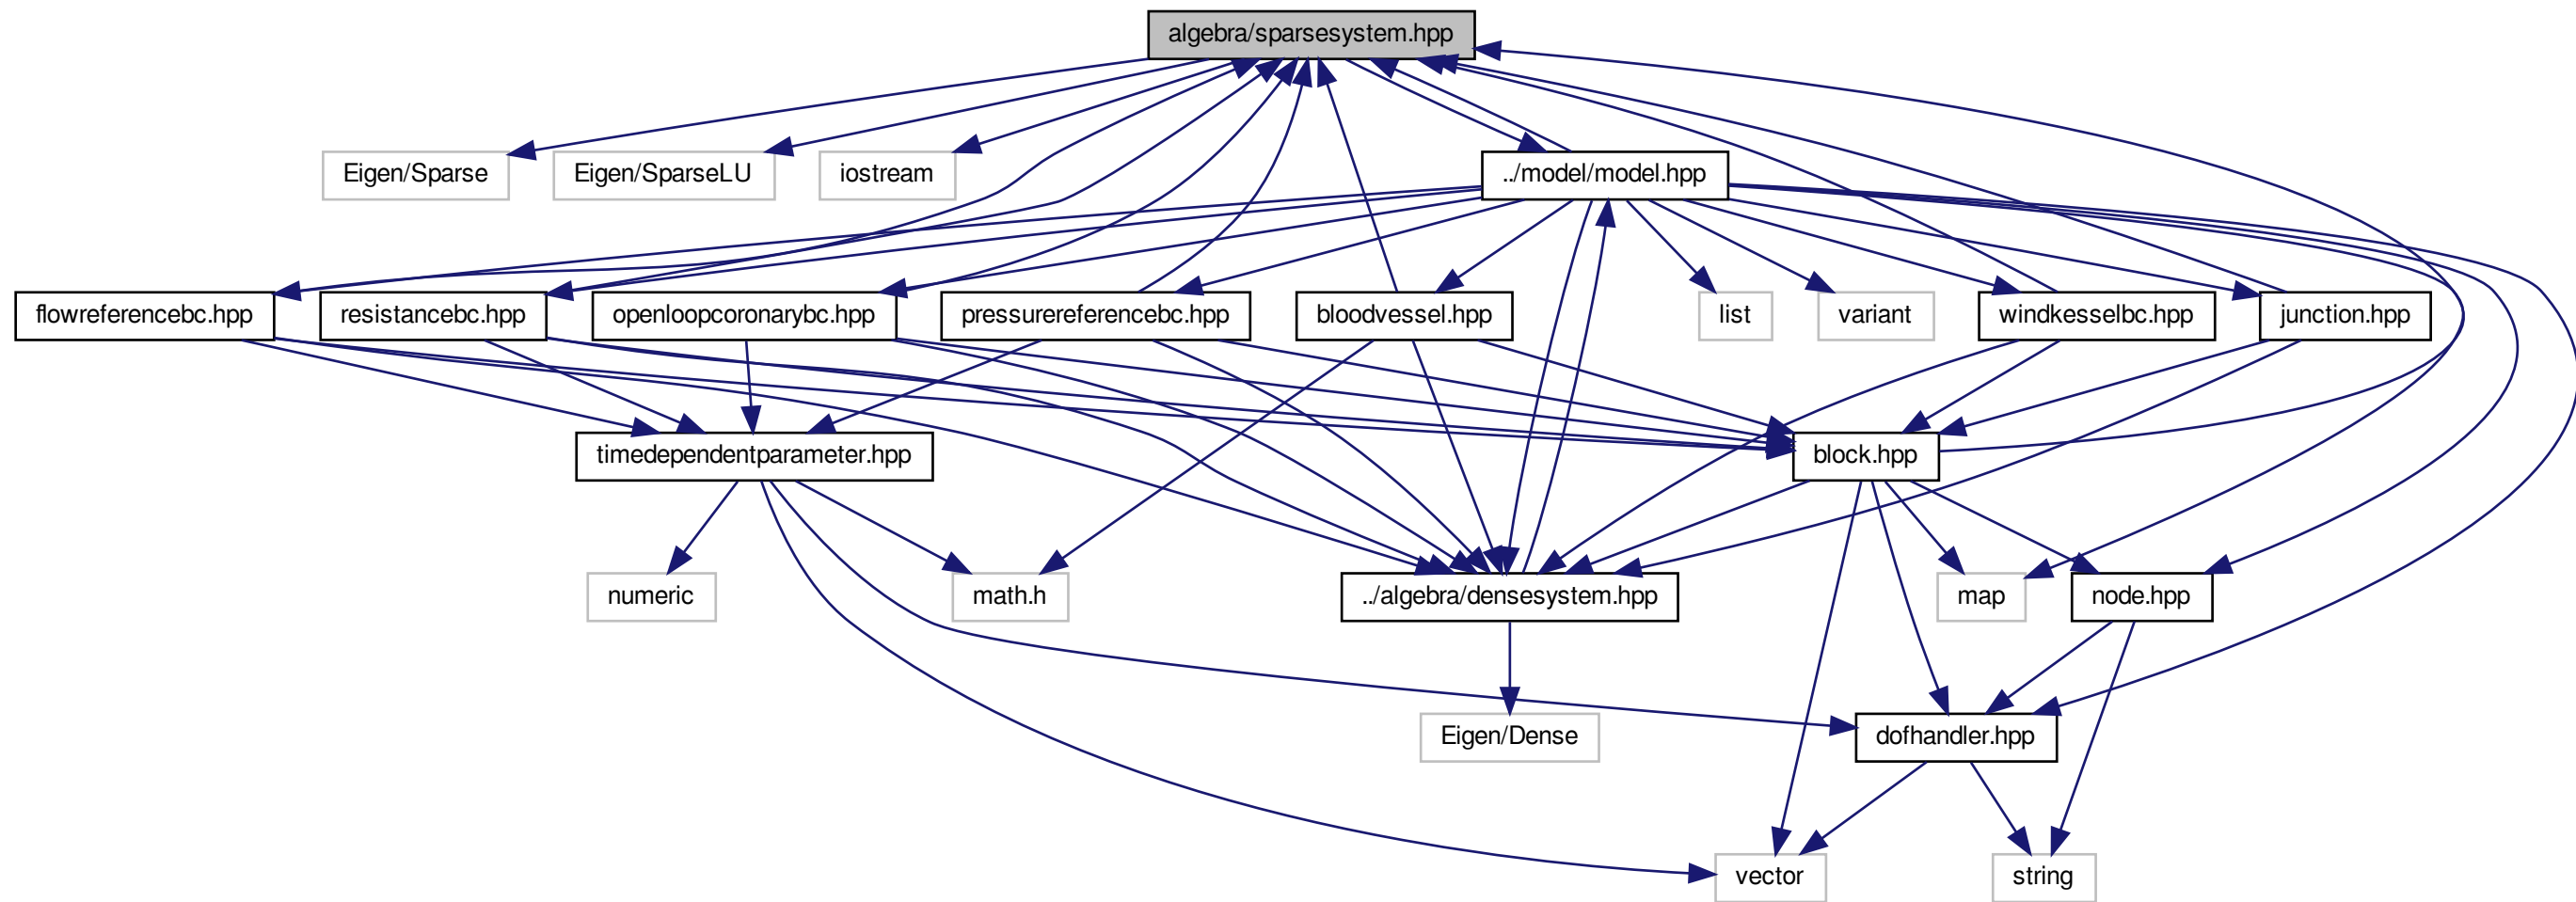 algebra/sparsesystem.hpp
Eigen/Sparse
Eigen/SparseLU
iostream
../model/model.hpp
flowreferencebc.hpp
resistancebc.hpp
openloopcoronarybc.hpp
pressurereferencebc.hpp
bloodvessel.hpp
list
variant
windkesselbc.hpp
junction.hpp
timedependentparameter.hpp
block.hpp
numeric
math.h
../algebra/densesystem.hpp
map
node.hpp
Eigen/Dense
dofhandler.hpp
vector
string